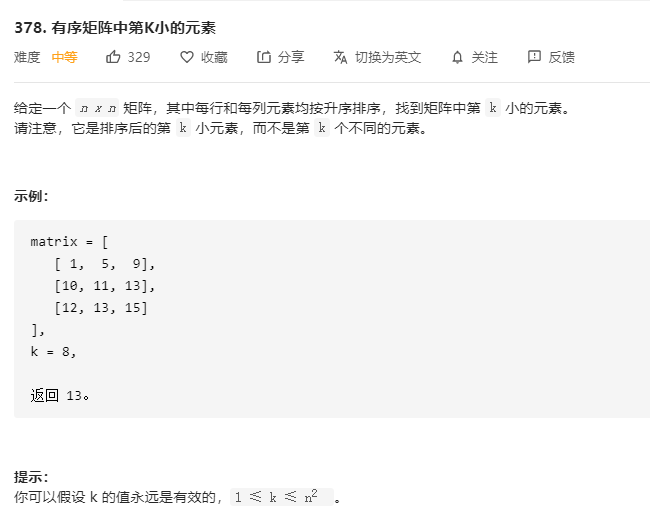 378. 有序矩阵中第K小的元素
难度 中等 329 收藏 分享 切换为英文 关注 反馈
给定一个 n x n 矩阵，其中每行和每列元素均按升序排序，找到矩阵中第 k 小的元素。
请注意，它是排序后的第 k 小元素，而不是第 k 个不同的元素。
示例：
matrix = [
[ 1, 5, 9],
[10, 11, 13],
[12, 13, 15]
],
k = 8,
返回 13。
提示：
你可以假设 k 的值永远是有效的，1 ≤ k ≤ n²。